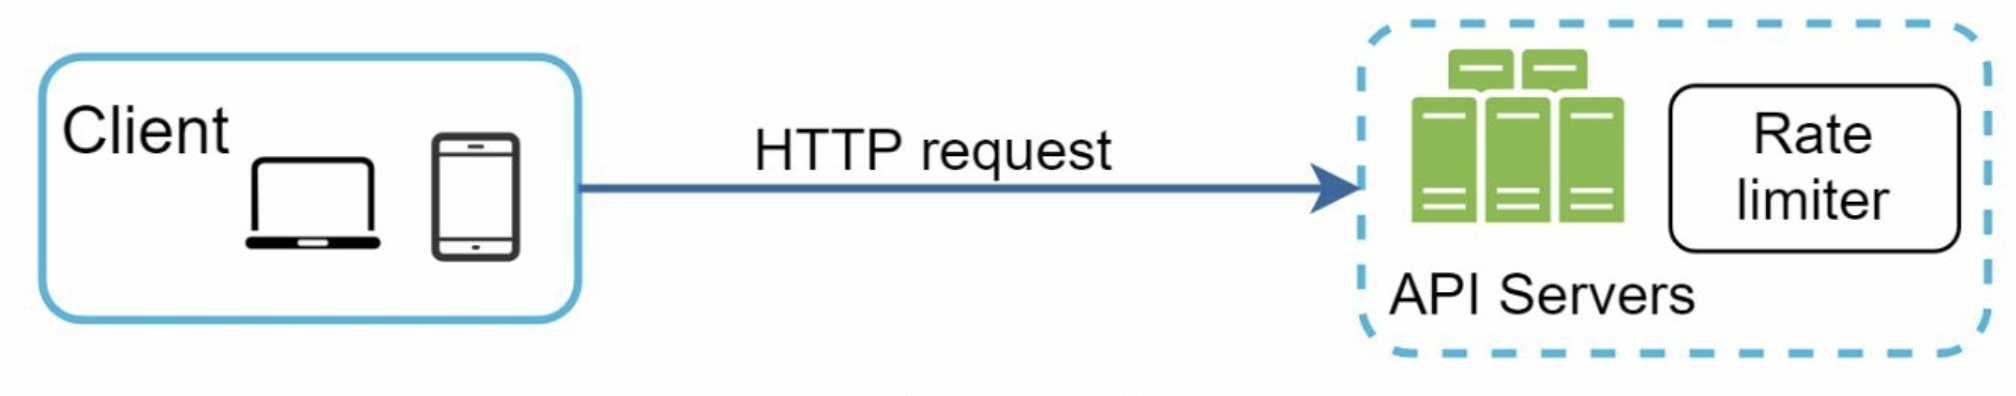 Client
HTTP request
Rate
limiter
API Servers